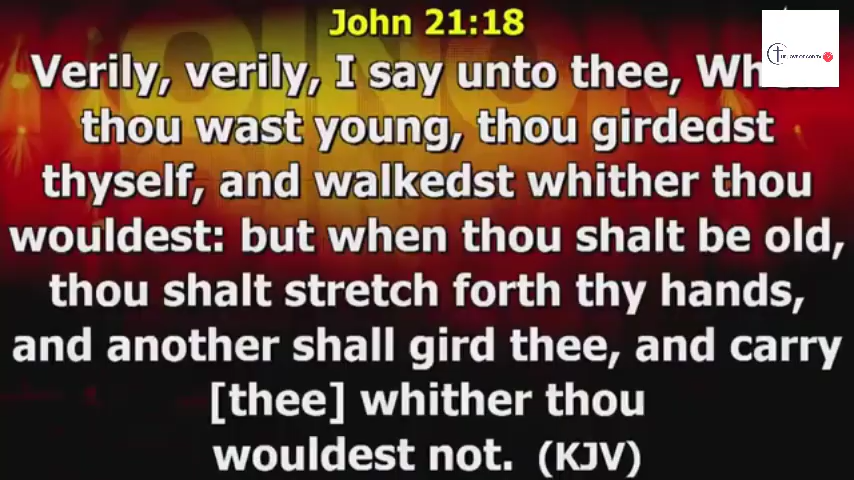 John 21:18
Verily, verily, I say unto thee,
thou wast young, thou girdedst
thyself, and walkedst whither thou
wouldest: but when thou shalt be old,
thou shalt stretch forth thy hands,
and another shall gird thee, and carry
[thee] whither thou
wouldest not. (KJV)